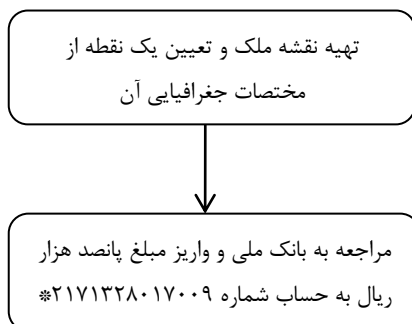 تهیه نقشه ملک و تعیین یک نقطه از
مختصات جغرافیایی آن
مراجعه به بانک ملی و واریز مبلغ پانصد هزار
ریال به حساب شماره ۲۱۷۱۳۲۸۰۱۷۰۰۹*